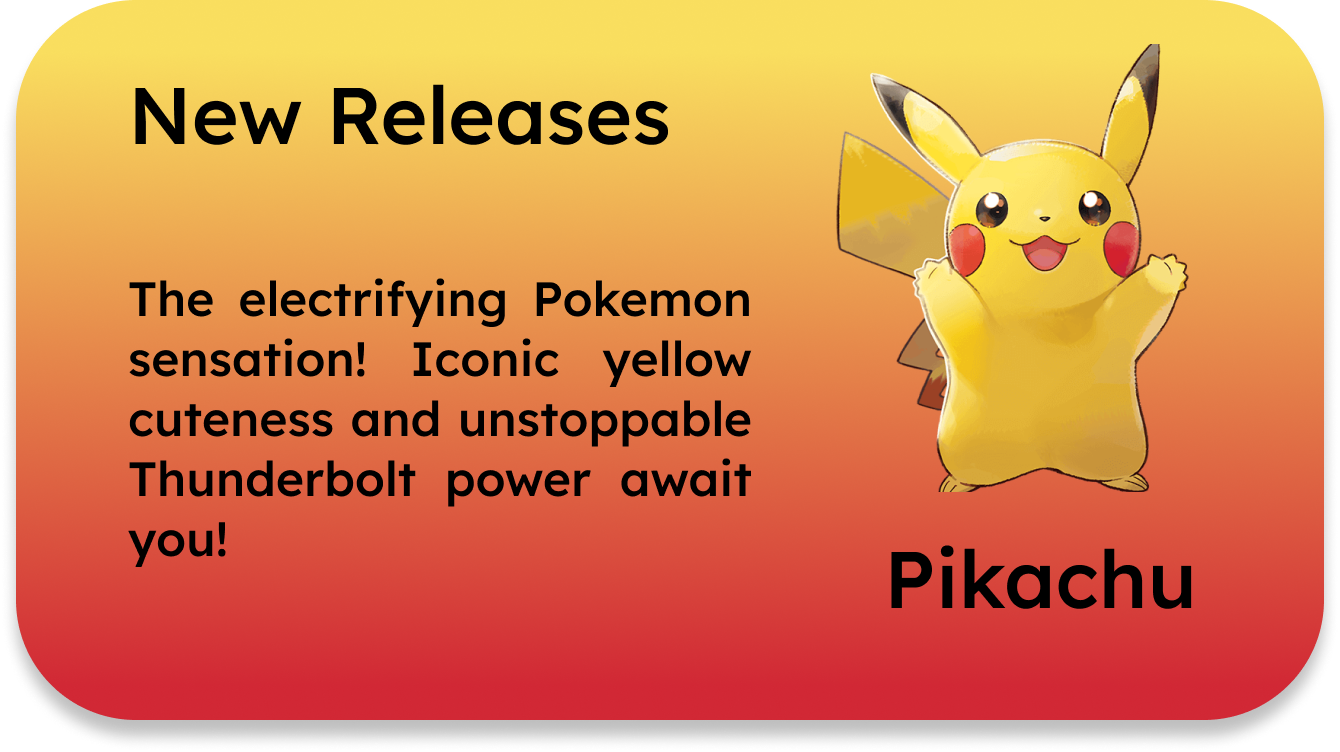 New Releases
The electrifying Pokemon
sensation! Iconic yellow
cuteness and unstoppable
Thunderbolt power await
you!
Pikachu